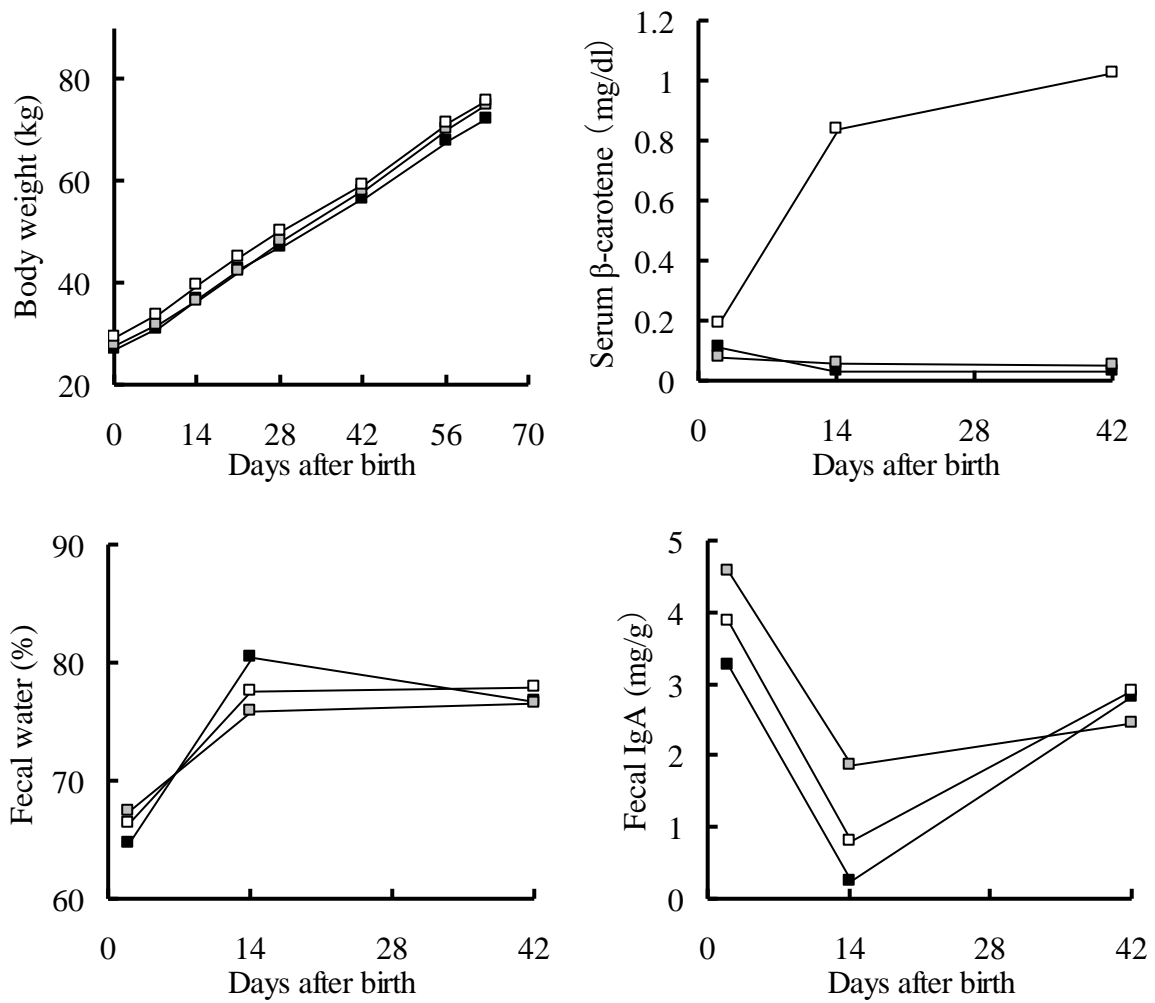 Body weight (kg)
80
60
40
20
0 14 28 42 56 70
Days after birth
Serum β-carotene（mg/dl）
1.2
1
0.8
0.6
0.4
0.2
0
0 14 28 42
Days after birth
Fecal water (%)
90
80
70
60
0 14 28 42
Days after birth
Fecal IgA (mg/g）
5
4
3
2
1
0
0 14 28 42
Days after birth